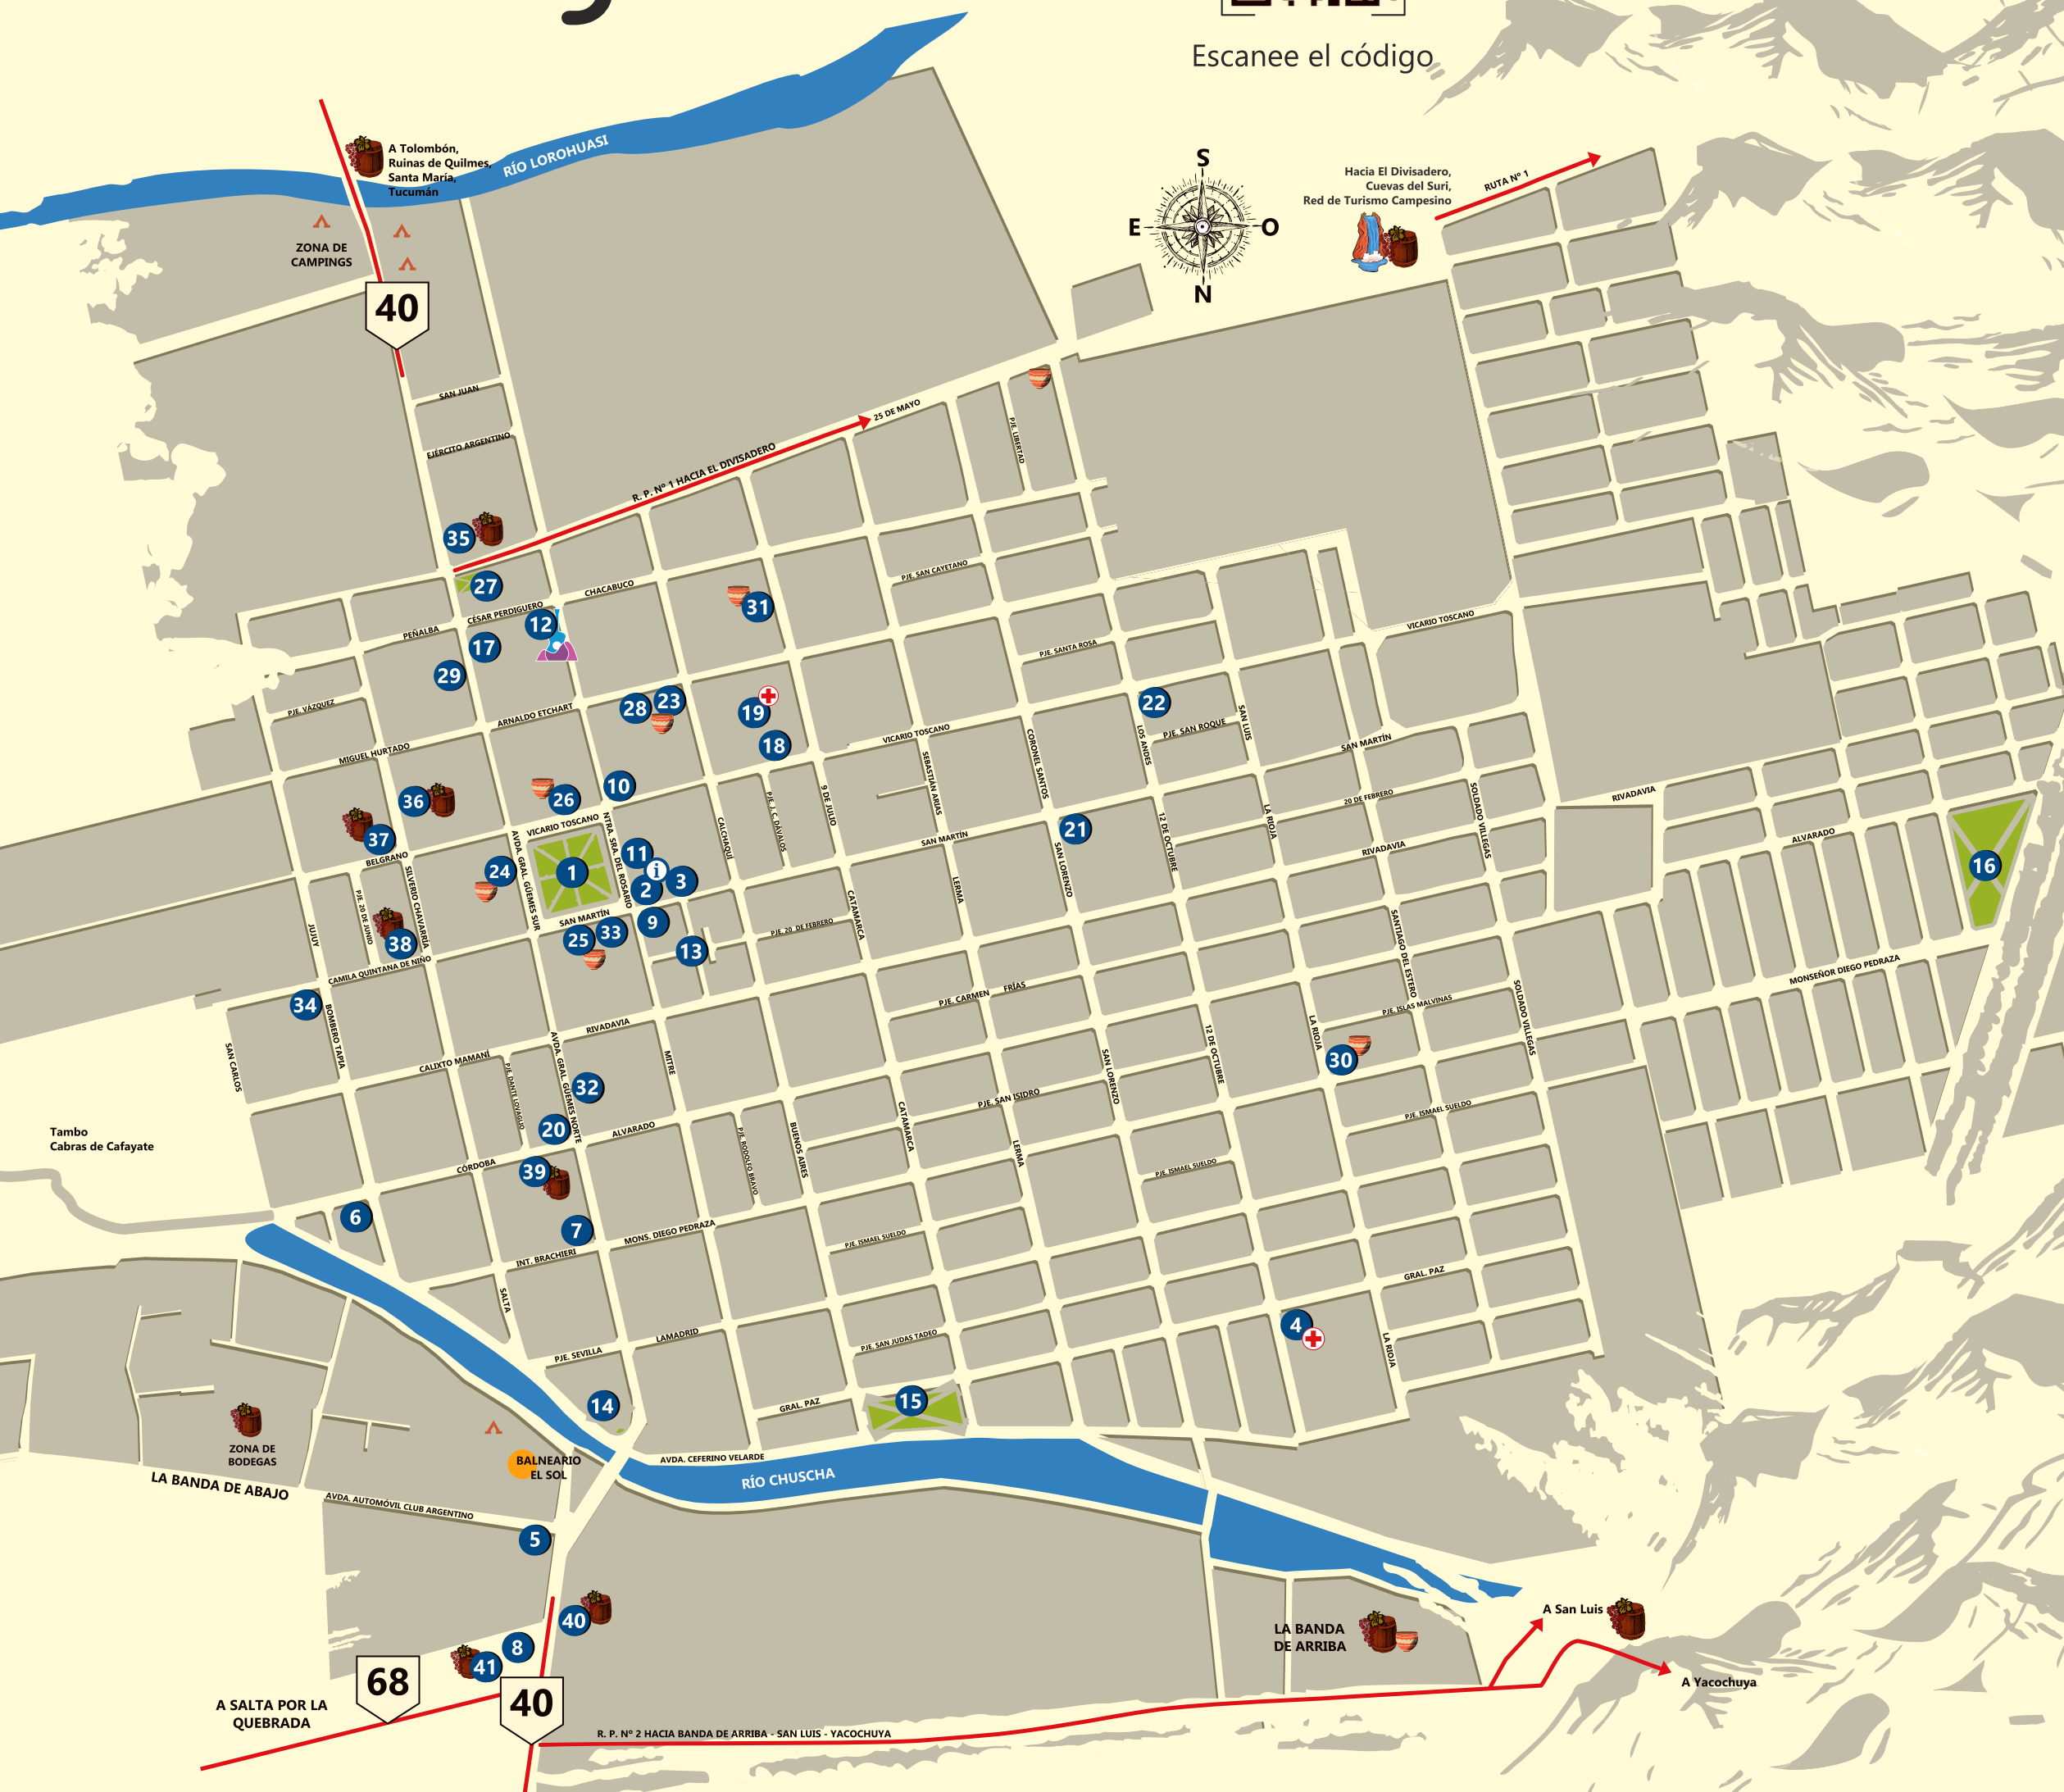 Escanee el código
RÍO LOROHUASI
A Tolombón,
Ruinas de Quilmes,
Santa María,
Tucumán
S
E
O
N
Hacia El Divisadero,
Cuevas del Suri,
Red de Turismo Campesino
RUTA Nº 1
ZONA DE
CAMPINGS
40
SAN JUAN
EJÉRCITO ARGENTINO
R. P. Nº 1 HACIA EL DIVISADERO
25 DE MAYO
PJE. LIBERTAD
35
27
CÉSAR PERDIGUERO
CHACABUCO
PJE. SAN CAYETANO
31
12
PEÑALBA
17
VICARIO TOSCANO
PJE. SANTA ROSA
29
PJE. VÁZQUEZ
ARNALDO ETCHART
28
23
19
18
22
PJE. SAN ROQUE
SAN LUIS
LOS ANDES
VICARIO TOSCANO
CORONEL SANTOS
SAN MARTÍN
MIGUEL HURTADO
36
26
10
SEBASTIÁN ARIAS
9 DE JULIO
PJE. J. C. DÁVALOS
CALCHAQUÍ
20 DE FEBRERO
RIVADAVIA
SOLDADO VILLEGAS
37
BELGRANO
VICARIO TOSCANO
NTRA. SRA. DEL ROSARIO
AVDA. GRAL. GÜEMES SUR
21
LA RIOJA
12 DE OCTUBRE
SAN MARTÍN
RIVADAVIA
ALVARADO
16
24
1
11
i
2
3
SAN LORENZO
LERMA
CATAMARCA
SILVERIO CHAVARRÍA
PJE. 20 DE JUNIO
JUJUY
38
SAN MARTÍN
25
33
9
13
PJE. 20 DE FEBRERO
SANTIAGO DEL ESTERO
MONSEÑOR DIEGO PEDRAZA
CAMILA QUINTANA DE NIÑO
34
BOMBERO TAPIA
SAN CARLOS
PJE. CARMEN FRÍAS
PJE. ISLAS MALVINAS
SOLDADO VILLEGAS
RIVADAVIA
MITRE
AVDA. GRAL. GÜEMES NORTE
CALIXTO MAMANÍ
PJE. DANTE LOVAGLIO
12 DE OCTUBRE
LA RIOJA
30
SAN LORENZO
32
20
ALVARADO
PJE. SAN ISIDRO
PJE. ISMAEL SUELDO
CATAMARCA
LERMA
BUENOS AIRES
PJE. RODOLFO BRAVO
Tambo
Cabras de Cafayate
CÓRDOBA
39
PJE. ISMAEL SUELDO
6
7
MONS. DIEGO PEDRAZA
INT. BRACHIERI
PJE. ISMAEL SUELDO
GRAL. PAZ
SALTA
4
LA RIOJA
LAMADRID
PJE. SEVILLA
PJE. SAN JUDAS TADEO
14
GRAL. PAZ
15
ZONA DE
BODEGAS
LA BANDA DE ABAJO
BALNEARIO
EL SOL
AVDA. CEFERINO VELARDE
RÍO CHUSCHA
AVDA. AUTOMÓVIL CLUB ARGENTINO
5
40
8
41
68
40
A SALTA POR LA
QUEBRADA
LA BANDA
DE ARRIBA
A San Luis
A Yacochuya
R. P. Nº 2 HACIA BANDA DE ARRIBA - SAN LUIS - YACOCHUYA